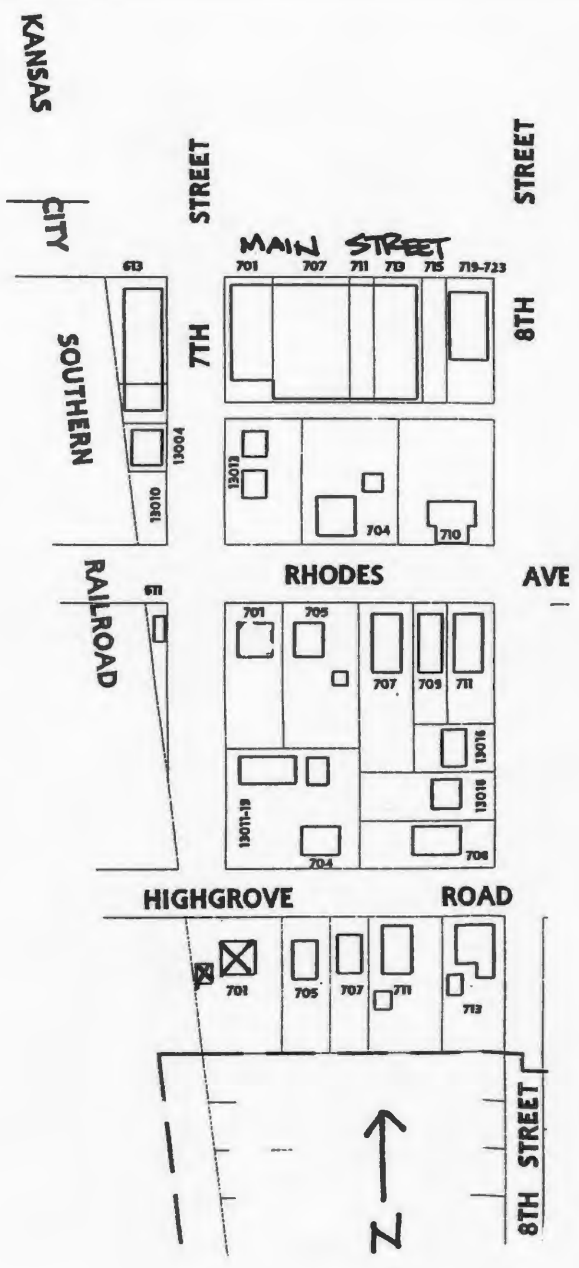 KANSAS
CITY
SOUTHERN
RAILROAD
STREET
7TH
STREET
8TH
MAIN STREET
613
701 707 711 713 715 719-723
13004
13010
13013
704
710
RHODES AVE
611
701 705
707 709 711
13016
13011-19
704
HIGHGROVE ROAD
701 705 707 711 713
8TH STREET
N